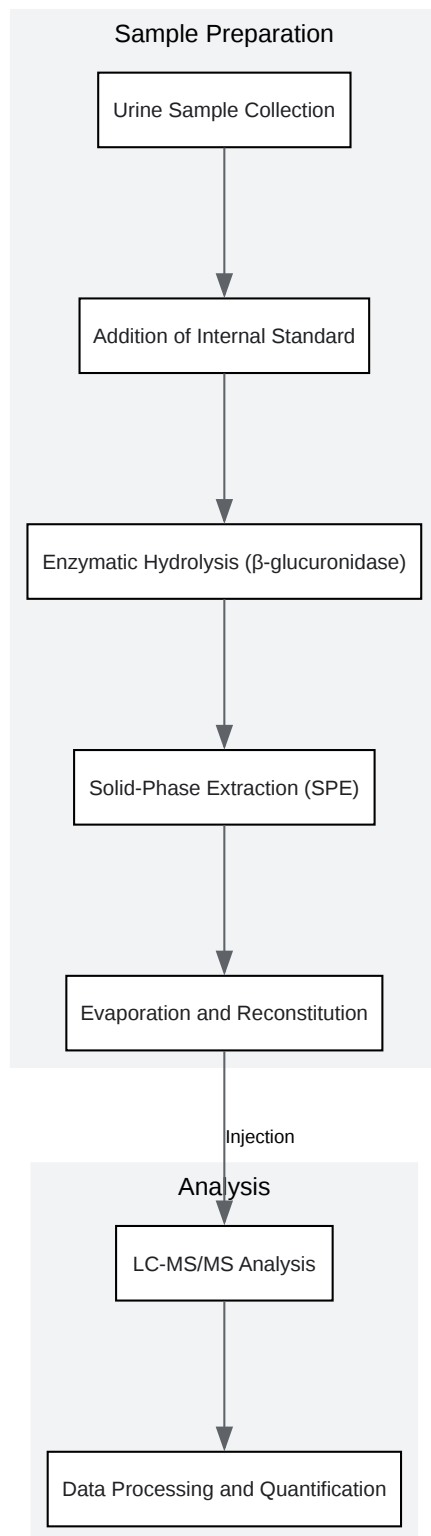 Sample Preparation
Urine Sample Collection
Addition of Internal Standard
Enzymatic Hydrolysis (β-glucuronidase)
Solid-Phase Extraction (SPE)
Evaporation and Reconstitution
Injection
Analysis
LC-MS/MS Analysis
Data Processing and Quantification